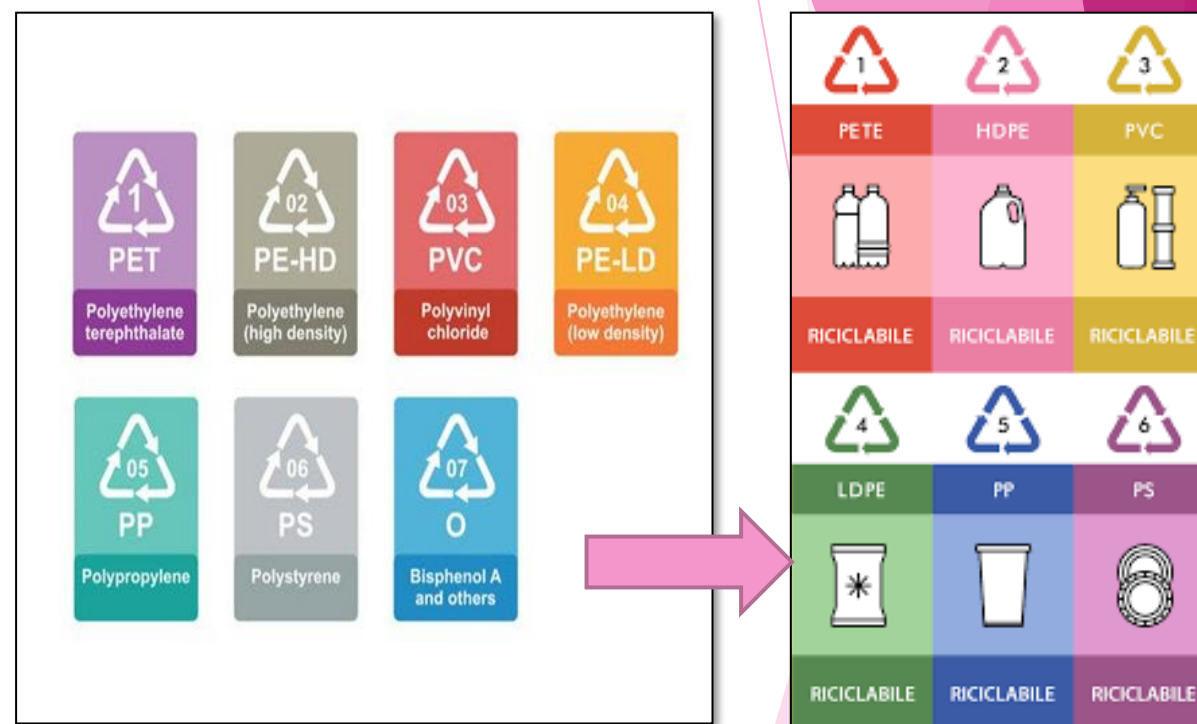 1
PET
Polyethylene
terephthalate
02
PE-HD
Polyethylene
(high density)
03
PVC
Polyvinyl
chloride
04
PE-LD
Polyethylene
(low density)
05
PP
Polypropylene
06
PS
Polystyrene
07
O
Bisphenol A
and others
1
PETE
RICICLABILE
2
HDPE
RICICLABILE
3
PVC
RICICLABILE
4
LDPE
RICICLABILE
5
PP
RICICLABILE
6
PS
RICICLABILE